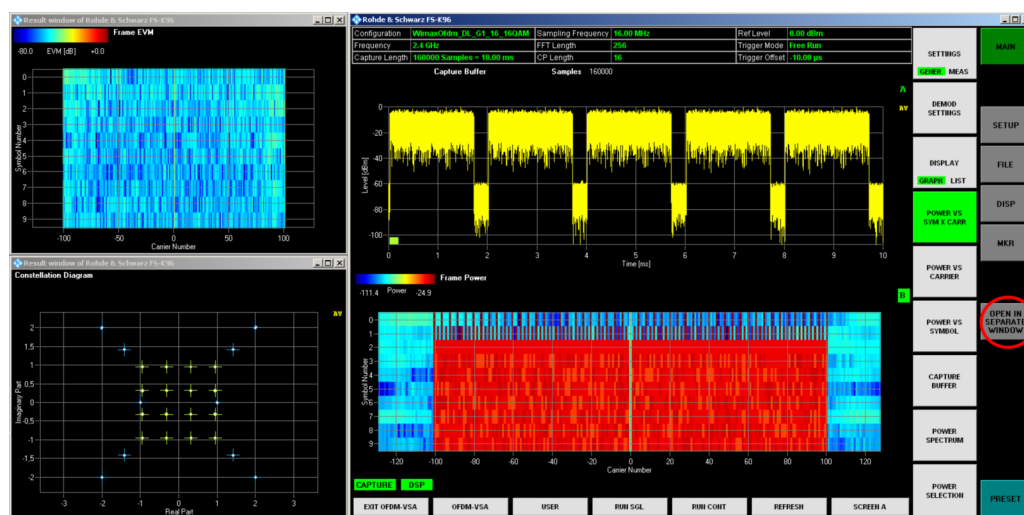 Result window of Rohde & Schwarz FS-K96
Frame EVM
-80.0 EVM [dB] +0.0
Symbol Number
0
1
2
3
4
5
6
7
8
9
-100 -50 0 50 100
Carrier Number
Result window of Rohde & Schwarz FS-K96
Constellation Diagram
AV
Imaginary Part
2
1,5
1
0,5
0
-0,5
-1
-1,5
-2
-3 -2 -1 0 1 2 3
Real Part
Rohde & Schwarz FS-K96
Configuration WimaxOfdm_DL_G1_16_16QAM Sampling Frequency 16.00 MHz Ref Level 0.00 dBm
Frequency 2.4 GHz FFT Length 256 Trigger Mode Free Run
Capture Length 160000 Samples = 10.00 ms CP Length 16 Trigger Offset -10.00 µs
Capture Buffer Samples 160000
A
AV
Level [dBm]
0
-20
-40
-60
-80
-100
0 1 2 3 4 5 6 7 8 9 10
Time [ms]
Frame Power
-111.4 Power -24.9
B
Symbol Number
0
1
2
3
4
5
6
7
8
9
-120 -100 -80 -60 -40 -20 0 20 40 60 80 100 120
Carrier Number
CAPTURE DSP
EXIT OFDM-VSA OFDM-VSA USER RUN SGL RUN CONT REFRESH SCREEN A
SETTINGS
GENER MEAS
DEMOD
SETTINGS
DISPLAY
GRAPH LIST
POWER VS
SYM X CARR
POWER VS
CARRIER
POWER VS
SYMBOL
CAPTURE
BUFFER
POWER
SPECTRUM
POWER
SELECTION
MAIN
SETUP
FILE
DISP
MKR
OPEN IN
SEPARATE
WINDOW
PRESET